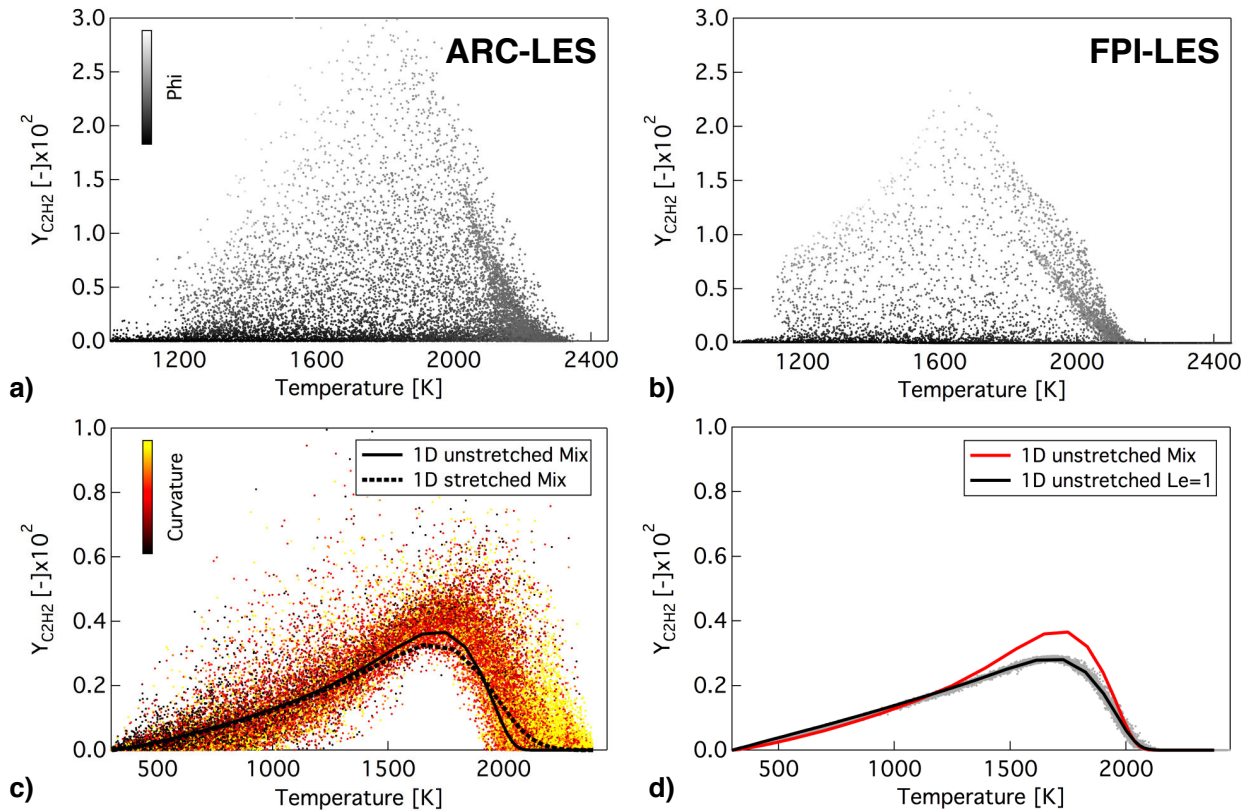 ARC-LES
3.0
2.5
2.0
1.5
1.0
0.5
0.0
Y_C2H2 [-]x10^2
Phi
1200
1600
2000
2400
Temperature [K]
a)
FPI-LES
3.0
2.5
2.0
1.5
1.0
0.5
0.0
Y_C2H2 [-]x10^2
1200
1600
2000
2400
Temperature [K]
b)
1.0
0.8
0.6
0.4
0.2
0.0
Y_C2H2 [-]x10^2
Curvature
1D unstretched Mix
1D stretched Mix
500
1000
1500
2000
Temperature [K]
c)
1.0
0.8
0.6
0.4
0.2
0.0
Y_C2H2 [-]x10^2
1D unstretched Mix
1D unstretched Le=1
500
1000
1500
2000
Temperature [K]
d)